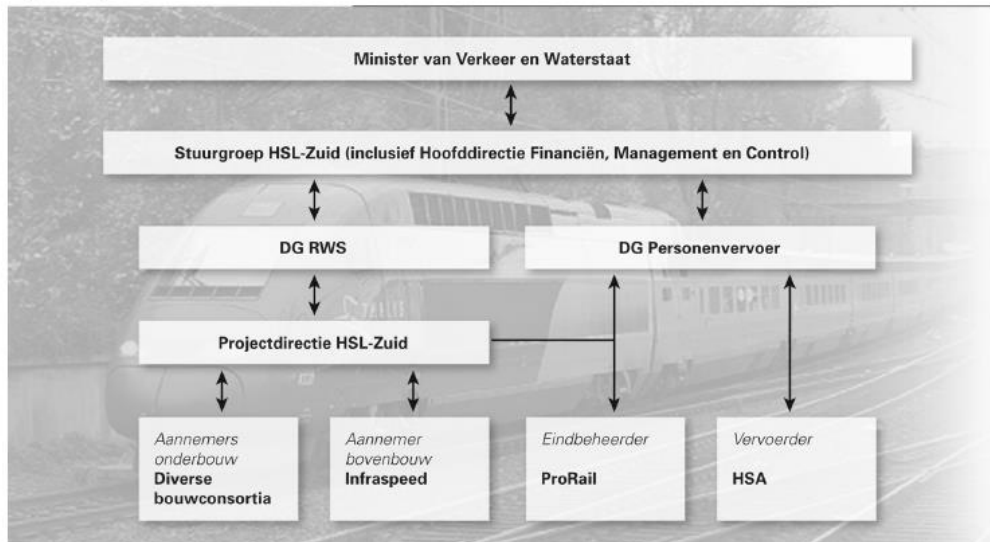 Minister van Verkeer en Waterstaat
Stuurgroep HSL-Zuid (inclusief Hoofddirectie Financiën, Management en Control)
DG RWS
DG Personenvervoer
THALYS
Projectdirectie HSL-Zuid
Aannemers
onderbouw
Diverse
bouwconsortia
Aannemer
bovenbouw
Infraspeed
Eindbeheerder
ProRail
Vervoerder
HSA